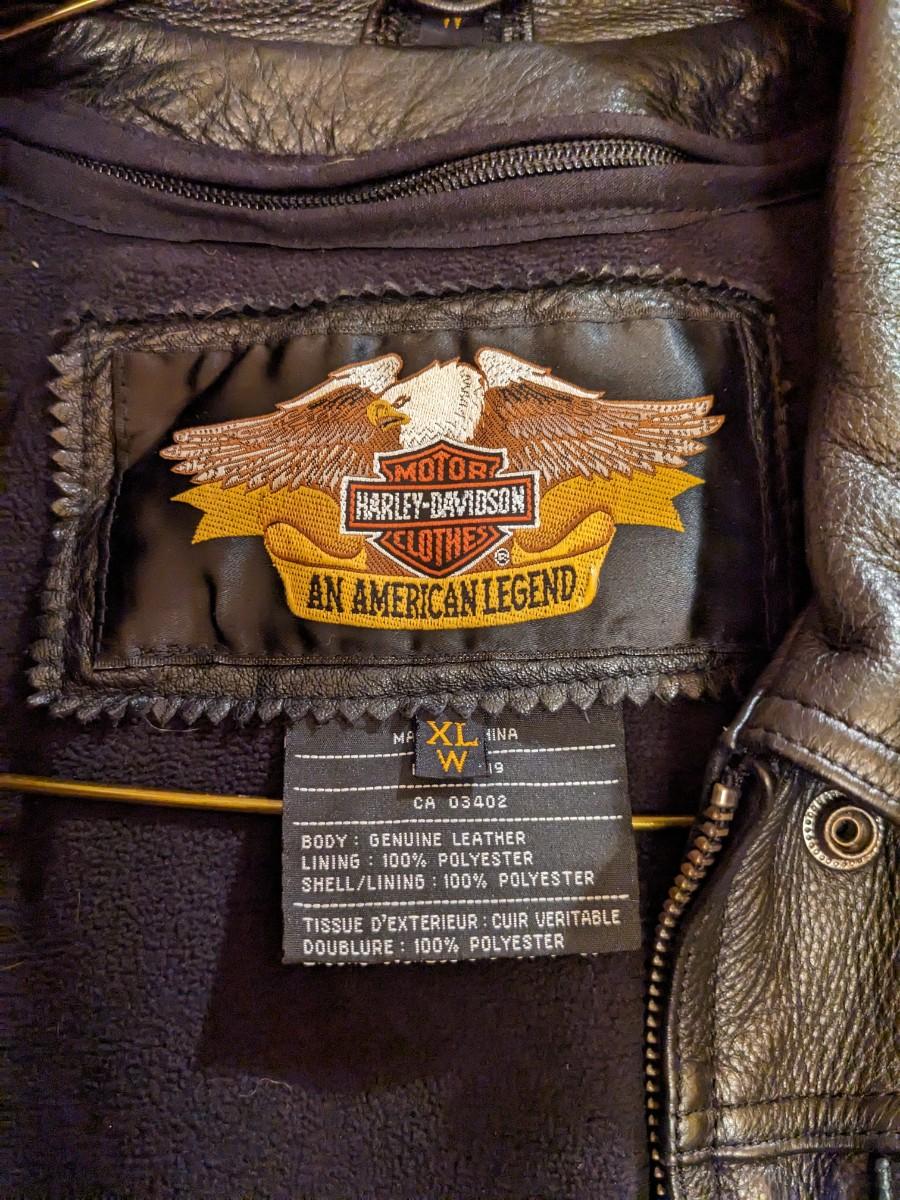 W
MOTOR
HARLEY-DAVIDSON
CLOTHES
®
AN AMERICAN LEGEND
XL
W
CA 03402
BODY: GENUINE LEATHER
LINING: 100% POLYESTER
SHELL/LINING: 100% POLYESTER
TISSUE D'EXTERIEUR: CUIR VERITABLE
DOUBLURE: 100% POLYESTER